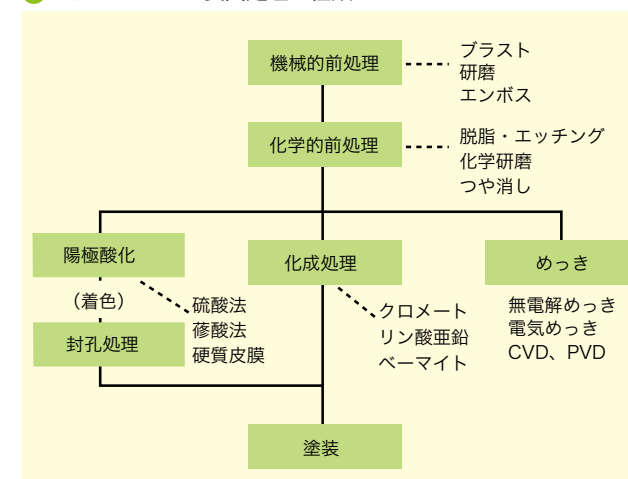 機械的前処理
ブラスト
研磨
エンボス
化学的前処理
脱脂・エッチング
化学研磨
つや消し
陽極酸化
化成処理
めっき
(着色)
硫酸法
蓚酸法
硬質皮膜
クロメート
リン酸亜鉛
ベーマイト
無電解めっき
電気めっき
CVD、PVD
封孔処理
塗装